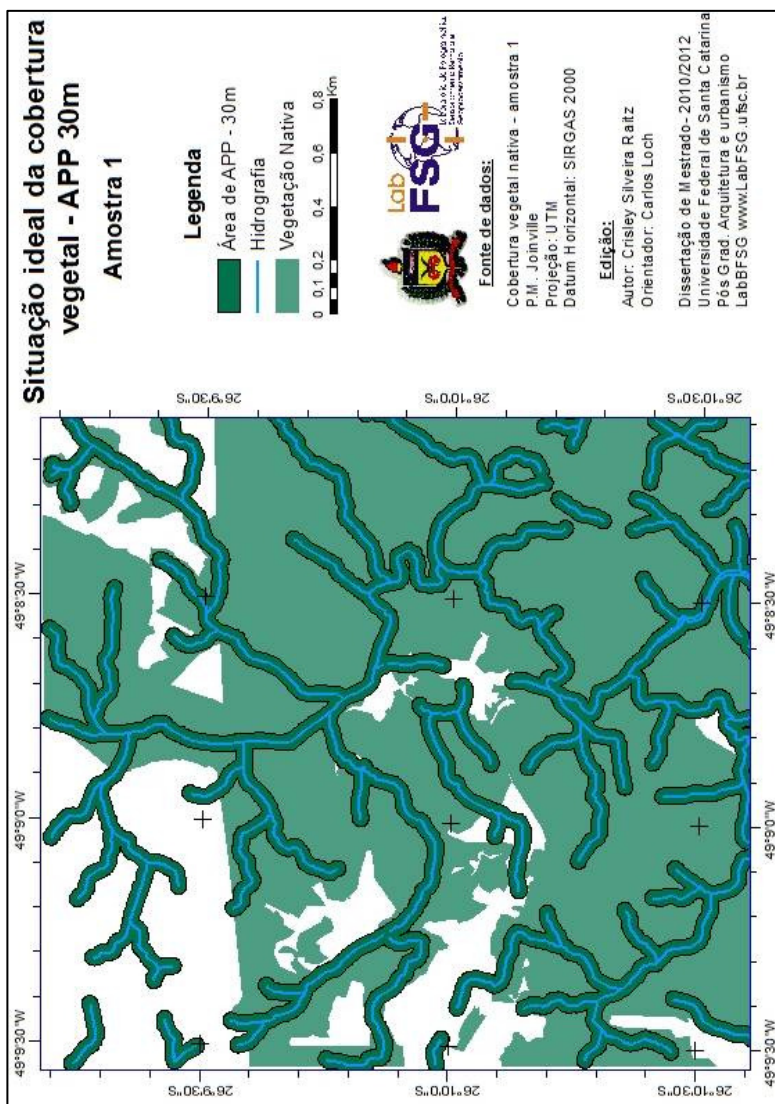 Situação ideal da cobertura
vegetal - APP 30m
Amostra 1
Legenda
Área de APP - 30m
Hidrografia
Vegetação Nativa
0 0,1 0,2 0,4 0,6 0,8
Km
Lab
FSG
Fonte de dados:
Cobertura vegetal nativa - amostra 1
P.M. Joinville
Projeção: UTM
Datum Horizontal: SIRGAS 2000
Edição:
Autor: Crisley Silveira Raitz
Orientador: Carlos Loch
Dissertação de Mestrado- 2010/2012
Universidade Federal de Santa Catarina
Pós Grad. Arquitetura e urbanismo
LabBFSG www.LabFSG.ufsc.br
49°9'30"W
49°9'0"W
49°8'30"W
26°9'30"S
26°10'0"S
26°10'30"S
26°9'30"S
26°10'0"S
26°10'30"S
49°9'30"W
49°9'0"W
49°8'30"W